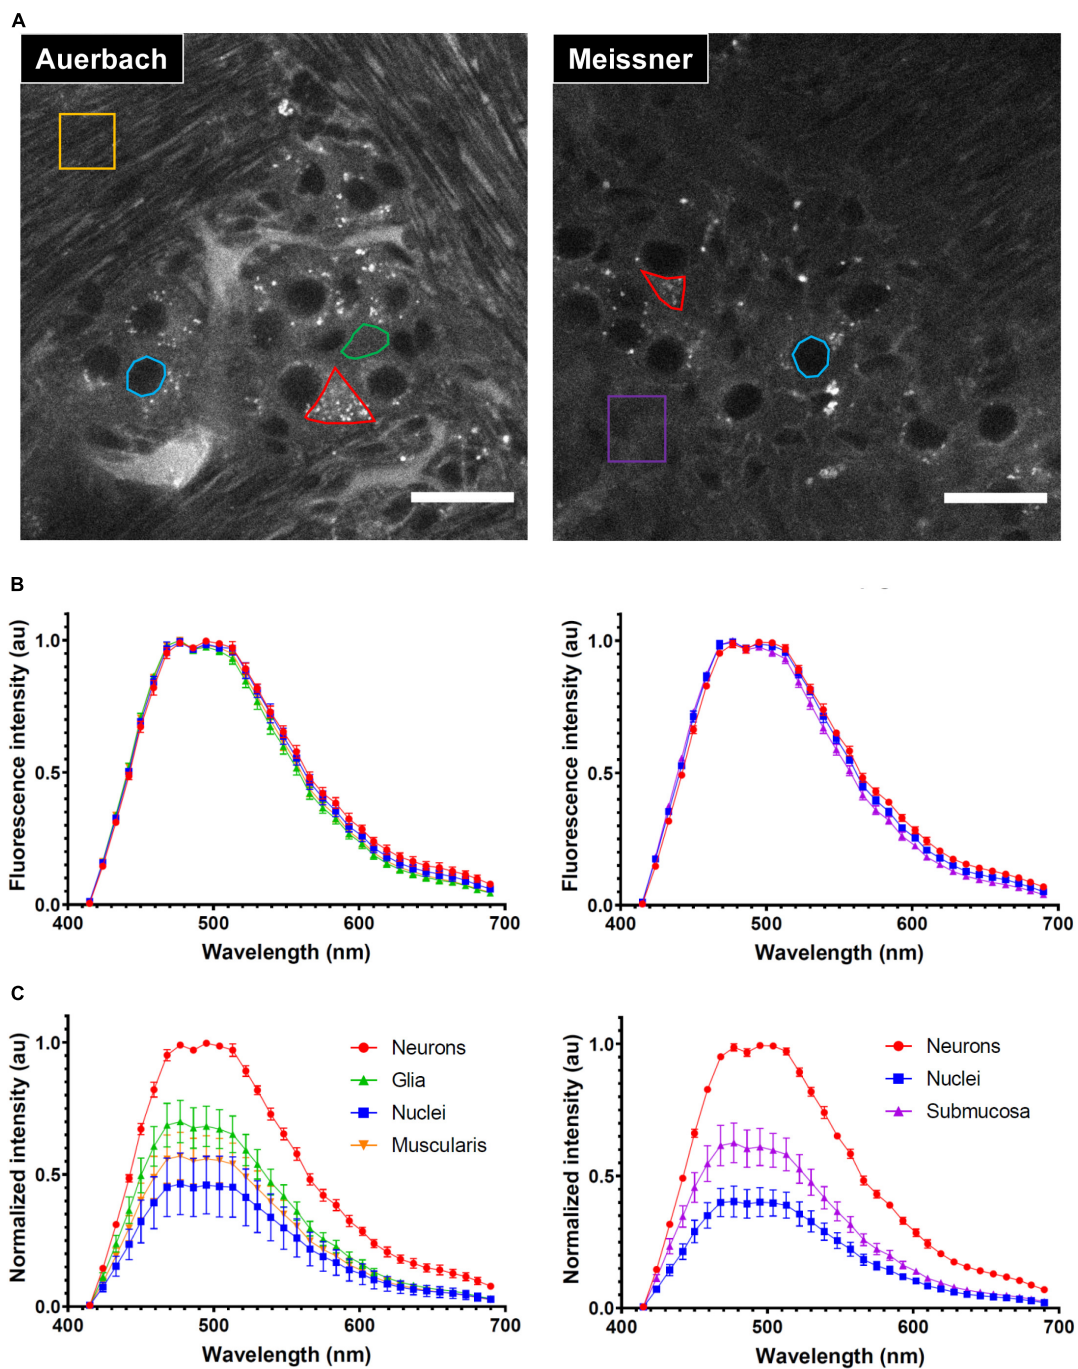 A
Auerbach
Meissner
B
Fluorescence intensity (au)
1.0
0.5
0.0
400
500
600
700
Wavelength (nm)
Fluorescence intensity (au)
1.0
0.5
0.0
400
500
600
700
Wavelength (nm)
C
Normalized intensity (au)
1.0
0.5
0.0
400
500
600
700
Wavelength (nm)
Neurons
Glia
Nuclei
Muscularis
Normalized intensity (au)
1.0
0.5
0.0
400
500
600
700
Wavelength (nm)
Neurons
Nuclei
Submucosa